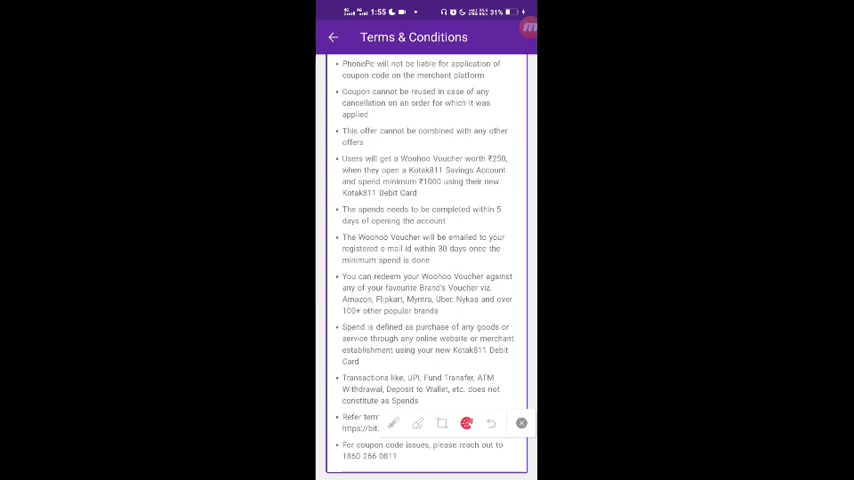 1:55
31%
Terms & Conditions
PhonePe will not be liable for application of
coupon code on the merchant platform
Coupon cannot be reused in case of any
cancellation on an order for which it was
applied
This offer cannot be combined with any other
offers
Users will get a Woohoo Voucher worth ₹250,
when they open a Kotak811 Savings Account
and spend minimum ₹1000 using their new
Kotak811 Debit Card
The spends needs to be completed within 5
days of opening the account
The Woohoo Voucher will be emailed to your
registered e-mail id within 30 days once the
minimum spend is done
You can redeem your Woohoo Voucher against
any of your favourite Brand's Voucher viz.
Amazon, Flipkart, Myntra, Uber, Nykaa and over
100+ other popular brands
Spend is defined as purchase of any goods or
service through any online website or merchant
establishment using your new Kotak811 Debit
Card
Transactions like, UPI, Fund Transfer, ATM
Withdrawal, Deposit to Wallet, etc. does not
constitute as Spends
Refer term
https://bit.
For coupon code issues, please reach out to
1860 266 0811